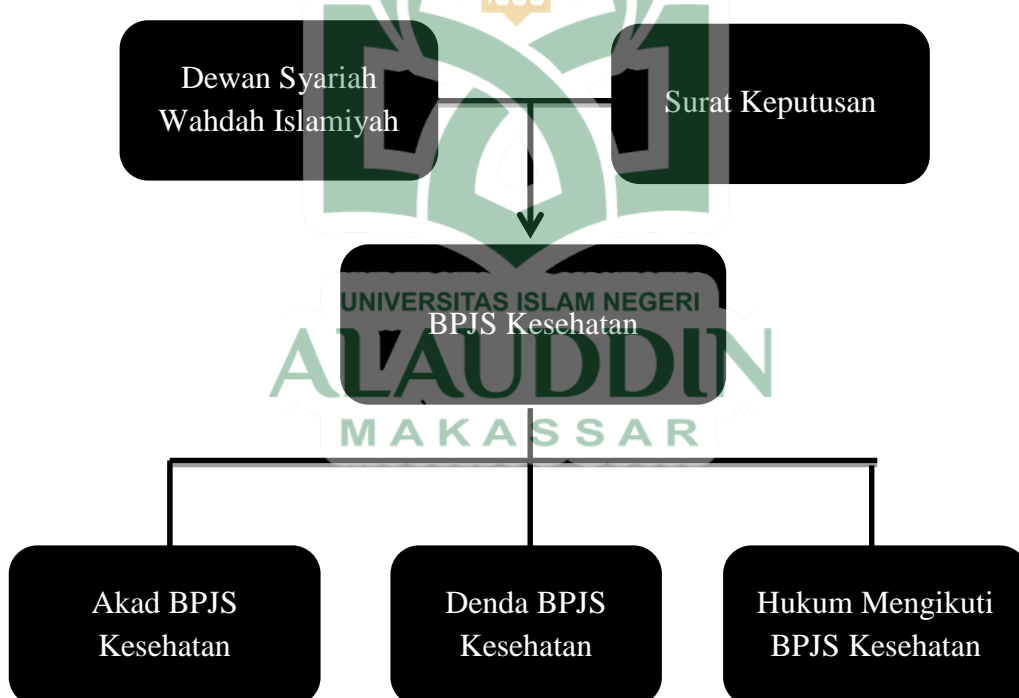 Dewan Syariah
Wahdah Islamiyah
Surat Keputusan
UNIVERSITAS ISLAM NEGERI
BPJS Kesehatan
ALAUDDIN
MAKASSAR
Akad BPJS
Kesehatan
Denda BPJS
Kesehatan
Hukum Mengikuti
BPJS Kesehatan